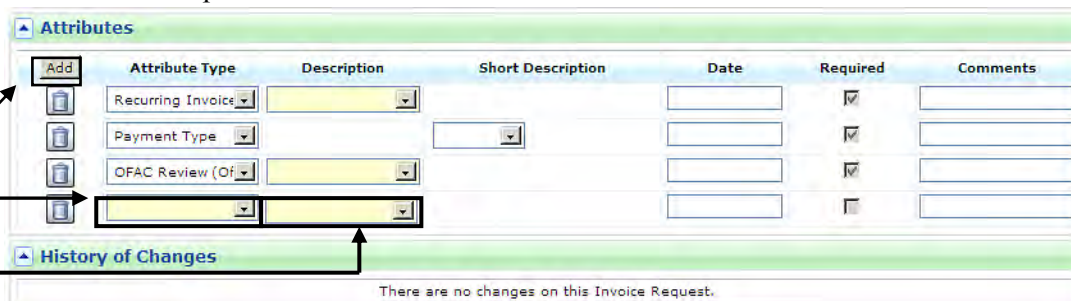 Attributes
Add Attribute Type Description Short Description Date Required Comments
Recurring Invoice
Payment Type
OFAC Review (Of
History of Changes
There are no changes on this Invoice Request.